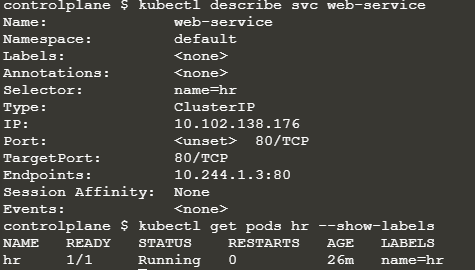 controlplane $ kubectl describe svc web-service
Name:              web-service
Namespace:         default
Labels:            <none>
Annotations:       <none>
Selector:          name=hr
Type:              ClusterIP
IP:                10.102.138.176
Port:              <unset>  80/TCP
TargetPort:        80/TCP
Endpoints:         10.244.1.3:80
Session Affinity:  None
Events:            <none>
controlplane $ kubectl get pods hr --show-labels
NAME   READY   STATUS    RESTARTS   AGE   LABELS
hr     1/1     Running   0          26m   name=hr